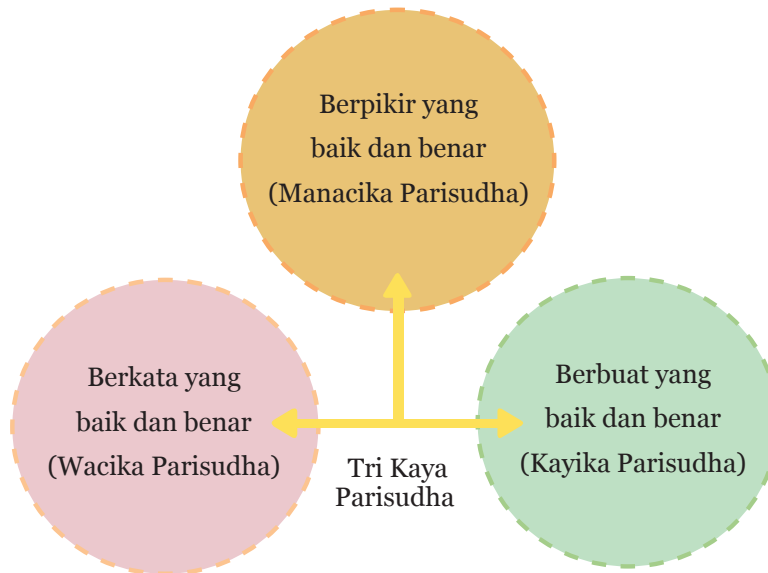 Berpikir yang
baik dan benar
(Manacika Parisudha)
Berkata yang
baik dan benar
(Wacika Parisudha)
Tri Kaya
Parisudha
Berbuat yang
baik dan benar
(Kayika Parisudha)